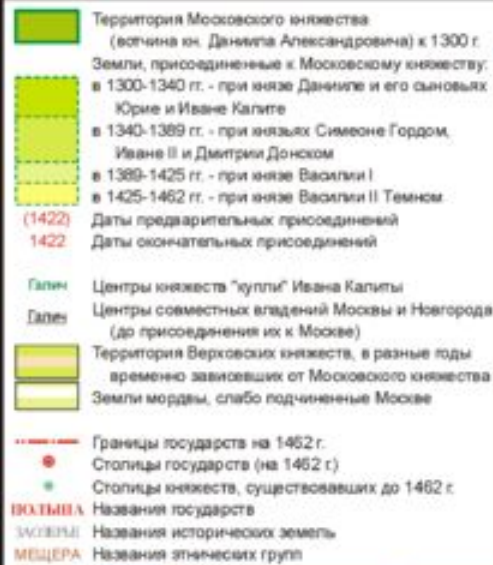 Территория Московского княжества
(вотчина кн. Даниила Александровича) к 1300 г.
Земли, присоединенные к Московскому княжеству:
в 1300-1340 гг. - при князе Данииле и его сыновьях
Юрие и Иване Калите
в 1340-1389 гг. - при князьях Симеоне Гордом,
Иване II и Дмитрии Донском
в 1389-1425 гг. - при князе Василии I
в 1425-1462 гг. - при князе Василии II Темном
(1422) Даты предварительных присоединений
1422 Даты окончательных присоединений
Галич Центры княжеств "купли" Ивана Калиты
Галич Центры совместных владений Москвы и Новгорода
(до присоединения их к Москве)
Территория Верховских княжеств, в разные годы
временно зависевших от Московского княжества
Земли мордвы, слабо подчиненные Москве
Границы государств на 1462 г.
Столицы государств (на 1462 г.)
Столицы княжеств, существовавших до 1462 г.
ПОЛЬША Названия государств
ЗАОЗЕРЬЕ Названия исторических земель
МЕЩЕРА Названия этнических групп